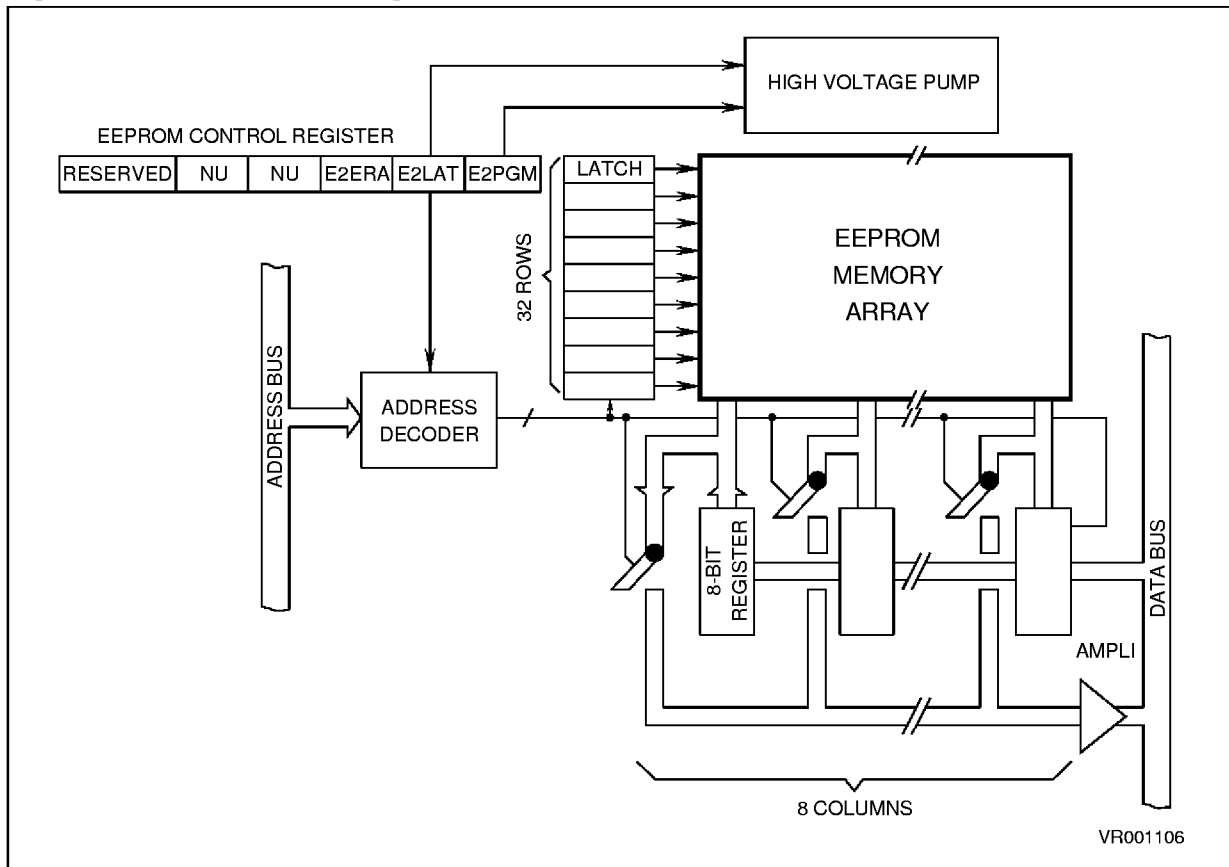 HIGH VOLTAGE PUMP
EEPROM CONTROL REGISTER
RESERVED NU NU E2ERA E2LAT E2PGM
LATCH
32 ROWS
EEPROM
MEMORY
ARRAY
ADDRESS BUS
ADDRESS
DECODER
8-BIT
REGISTER
DATA BUS
AMPLI
8 COLUMNS
VR001106